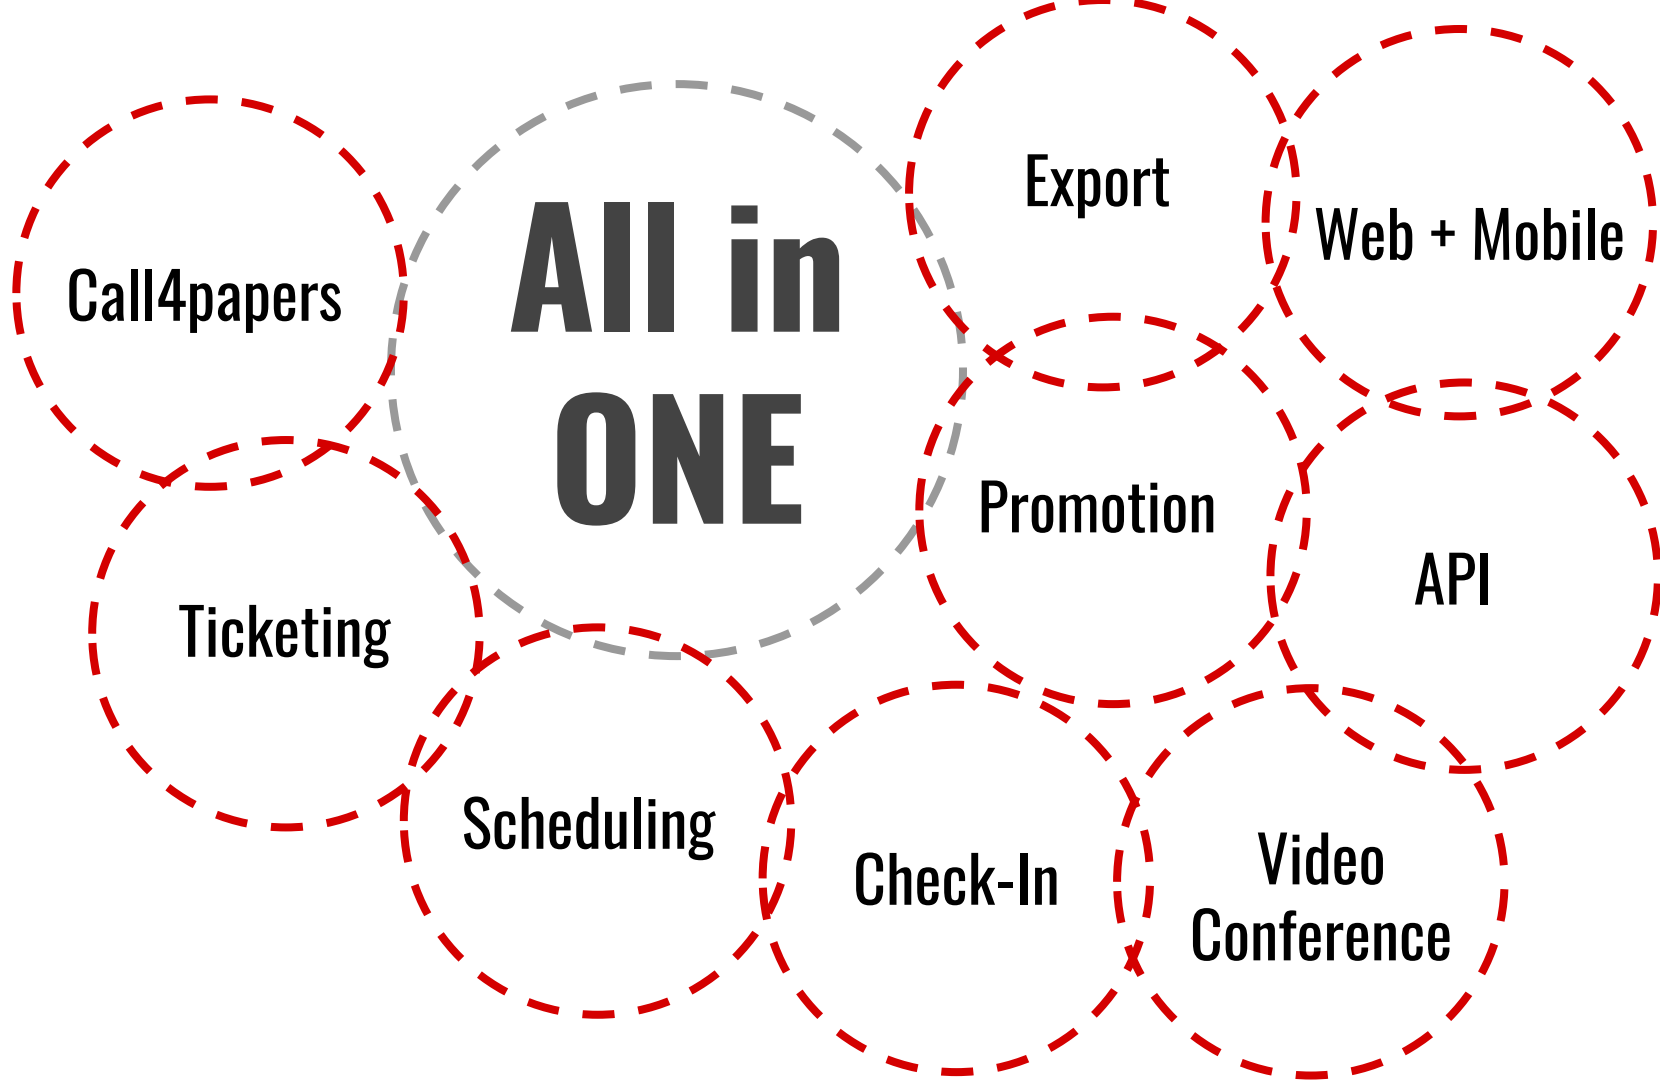 All in
ONE
Call4papers
Ticketing
Scheduling
Check-In
Video
Conference
API
Promotion
Export
Web + Mobile